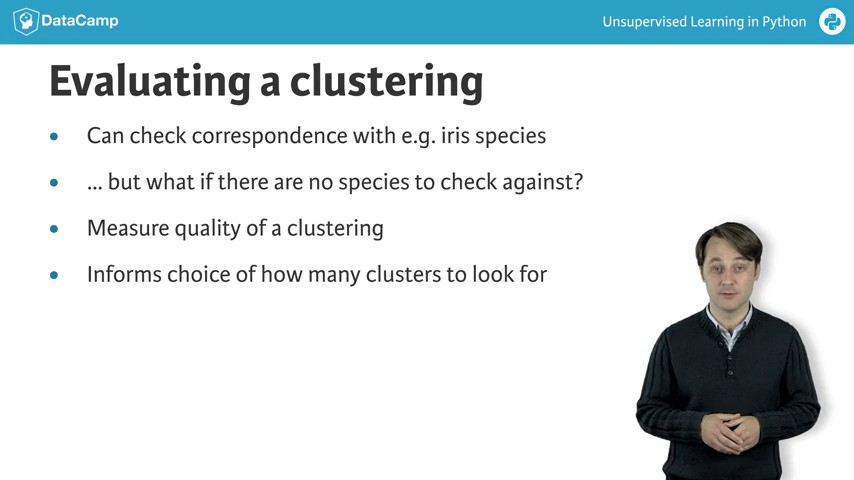 DataCamp
Unsupervised Learning in Python
Evaluating a clustering
• Can check correspondence with e.g. iris species
• ... but what if there are no species to check against?
• Measure quality of a clustering
• Informs choice of how many clusters to look for